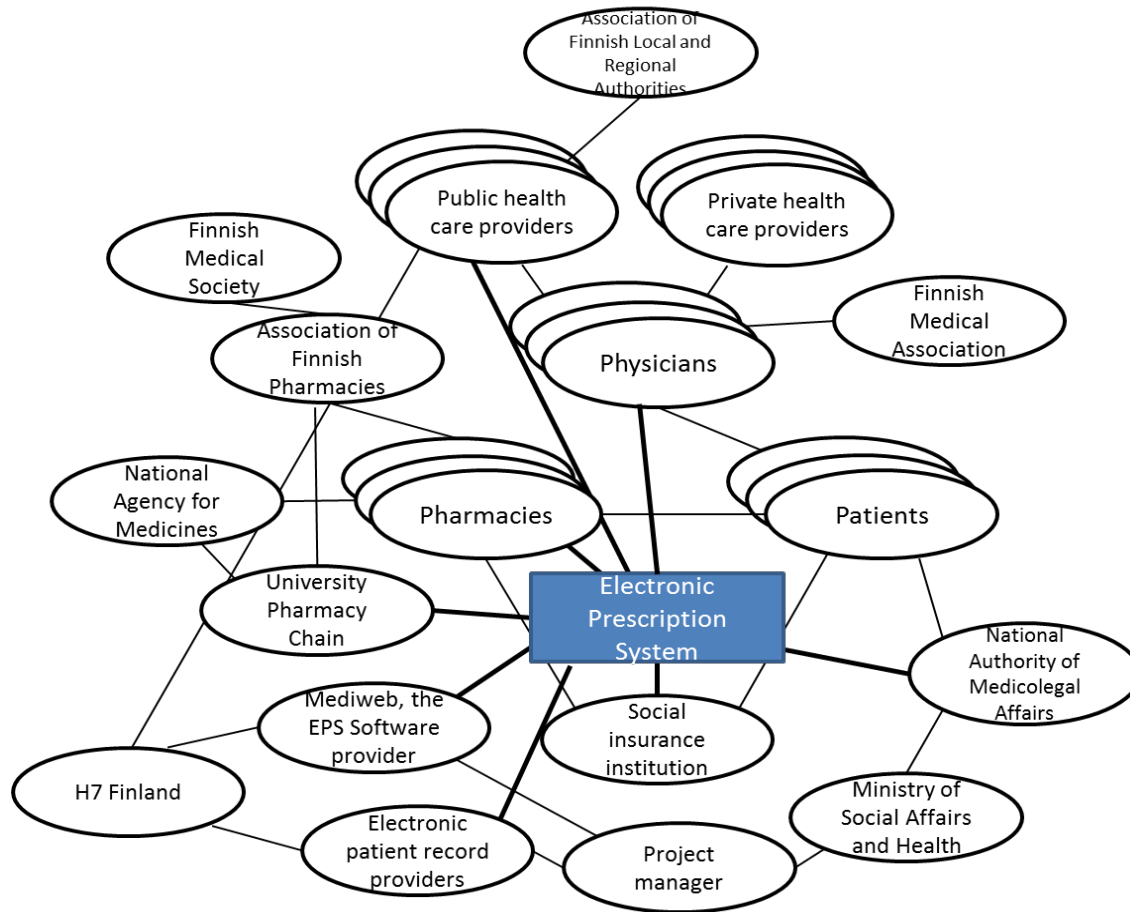 Association of
Finnish Local and
Regional
Authorities
Public health
care providers
Private health
care providers
Finnish
Medical
Society
Finnish
Medical
Association
Association of
Finnish
Pharmacies
Physicians
National
Agency for
Medicines
Pharmacies
Patients
University
Pharmacy
Chain
Electronic
Prescription
System
National
Authority of
Medicolegal
Affairs
Mediweb, the
EPS Software
provider
Social
insurance
institution
H7 Finland
Ministry of
Social Affairs
and Health
Electronic
patient record
providers
Project
manager